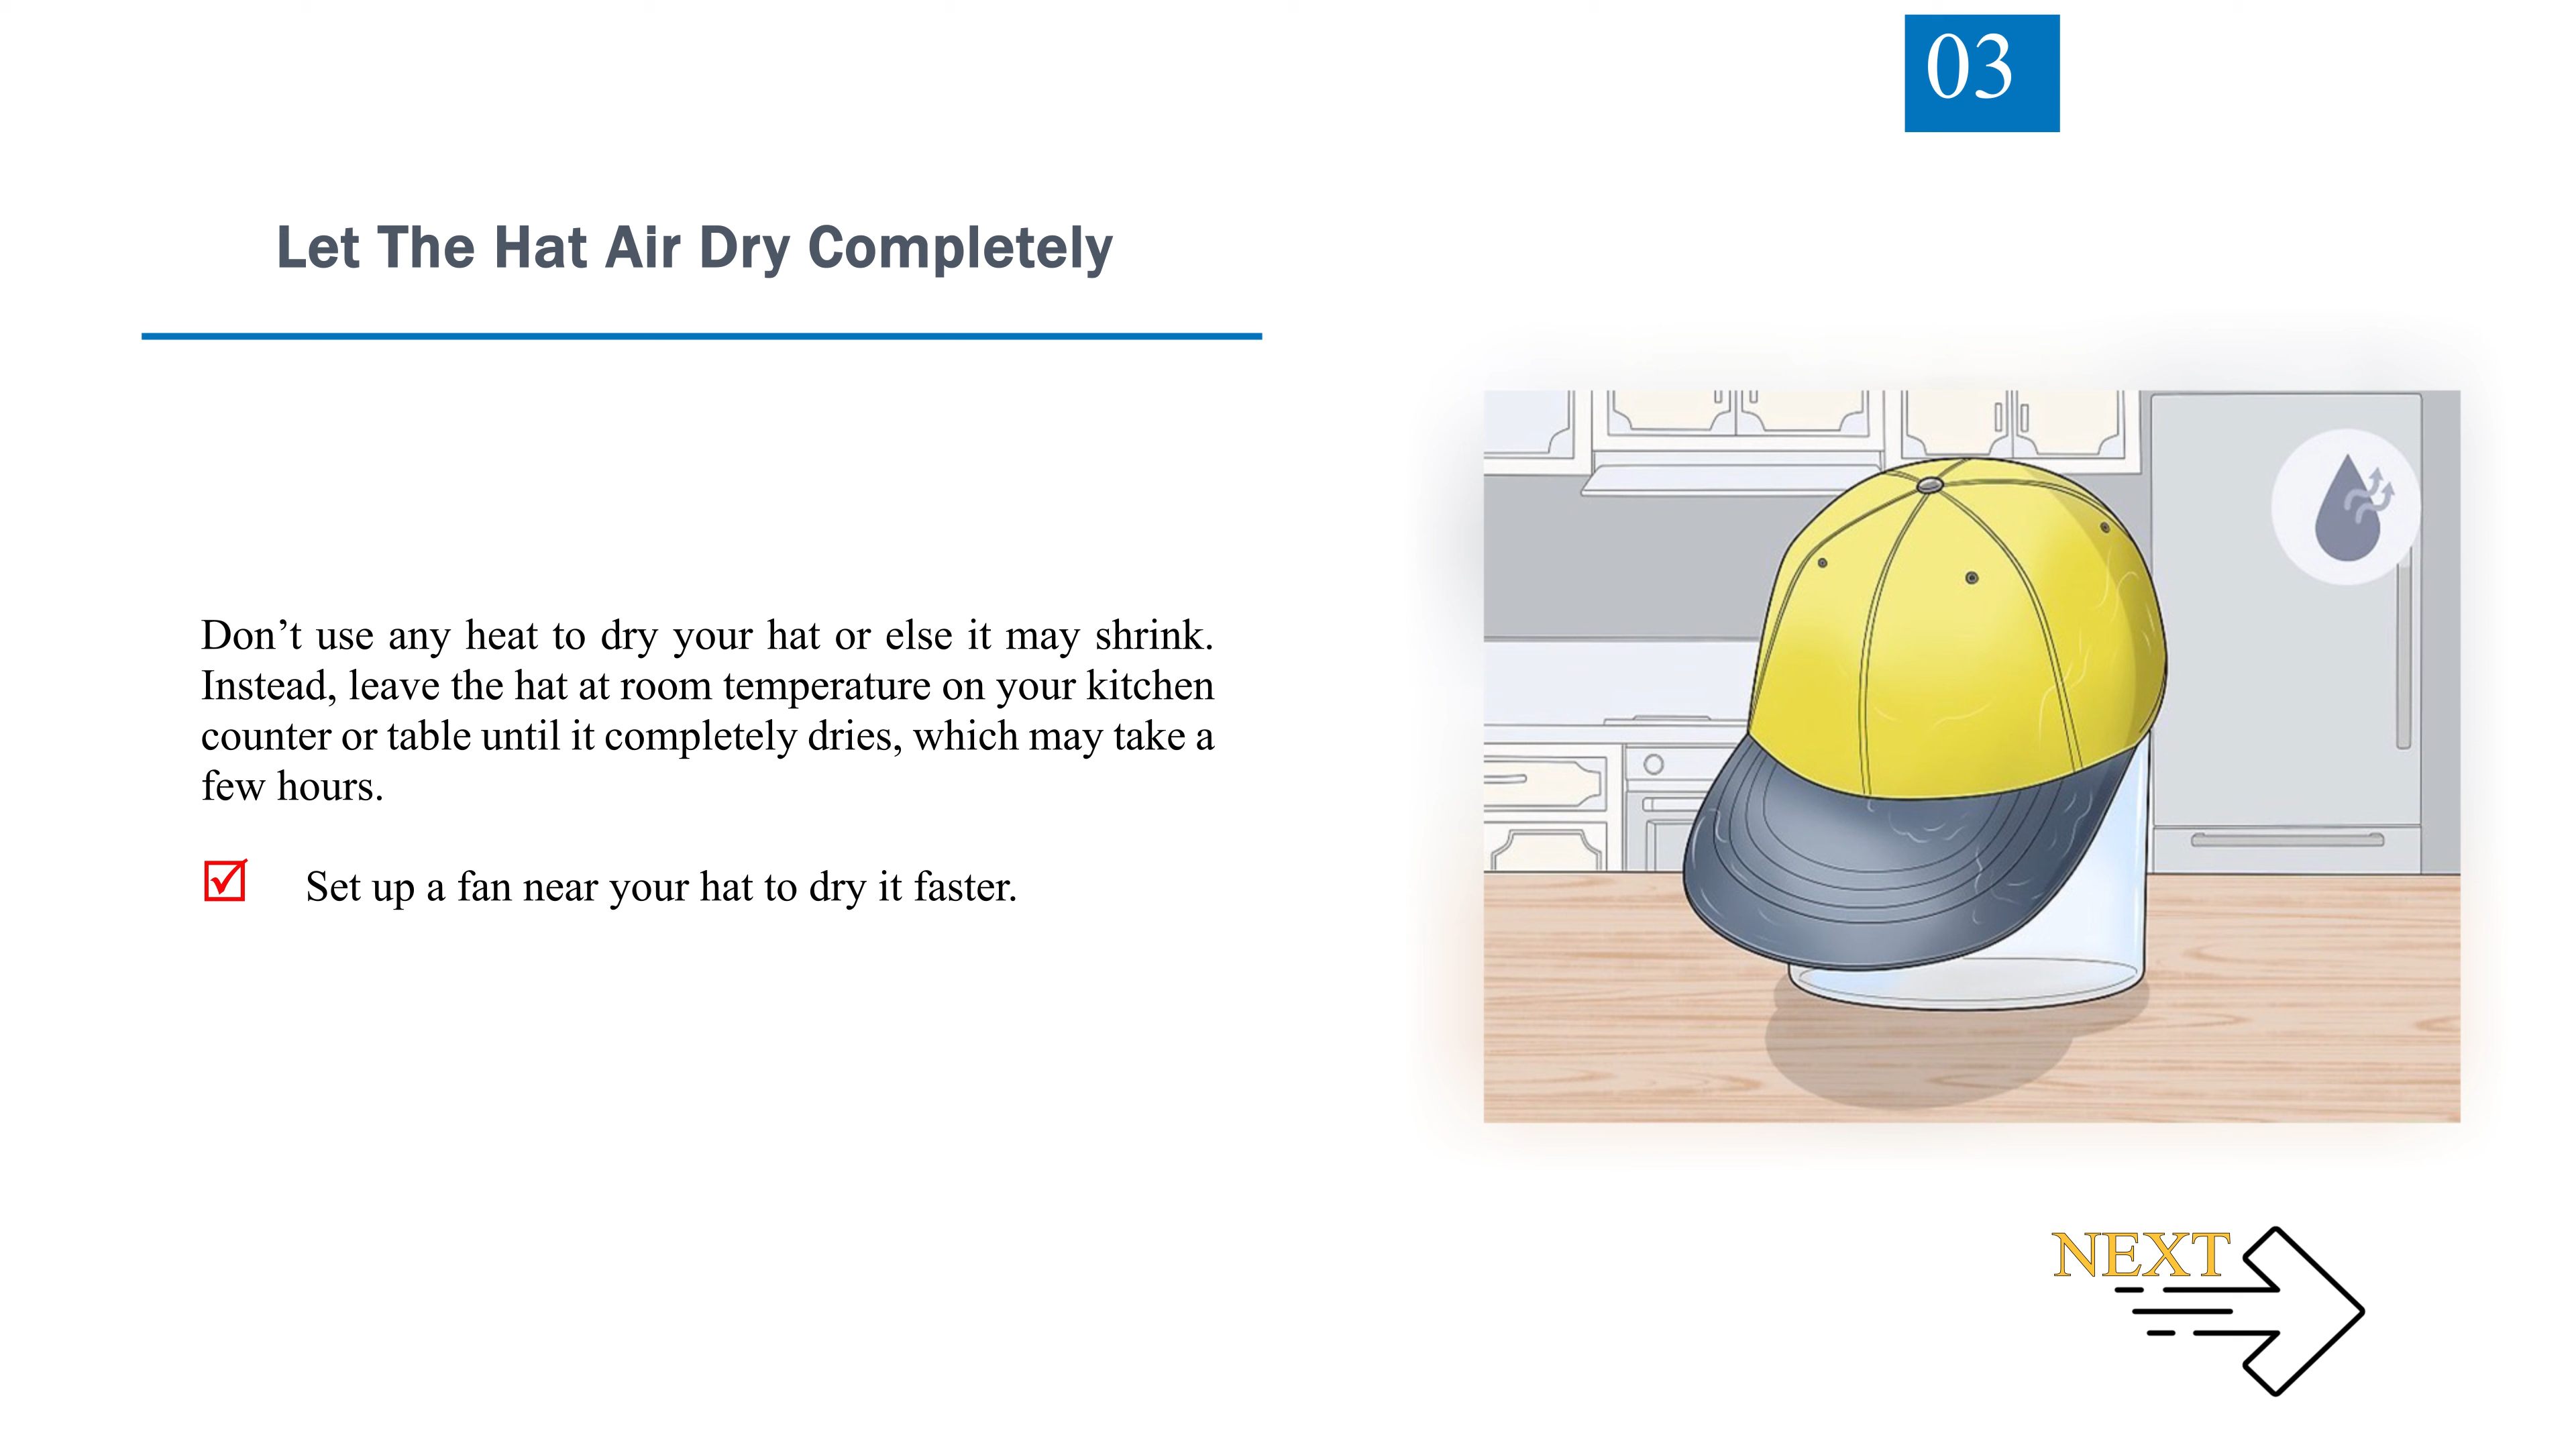 03
Let The Hat Air Dry Completely
Don’t use any heat to dry your hat or else it may shrink.
Instead, leave the hat at room temperature on your kitchen
counter or table until it completely dries, which may take a
few hours.
Set up a fan near your hat to dry it faster.
NEXT